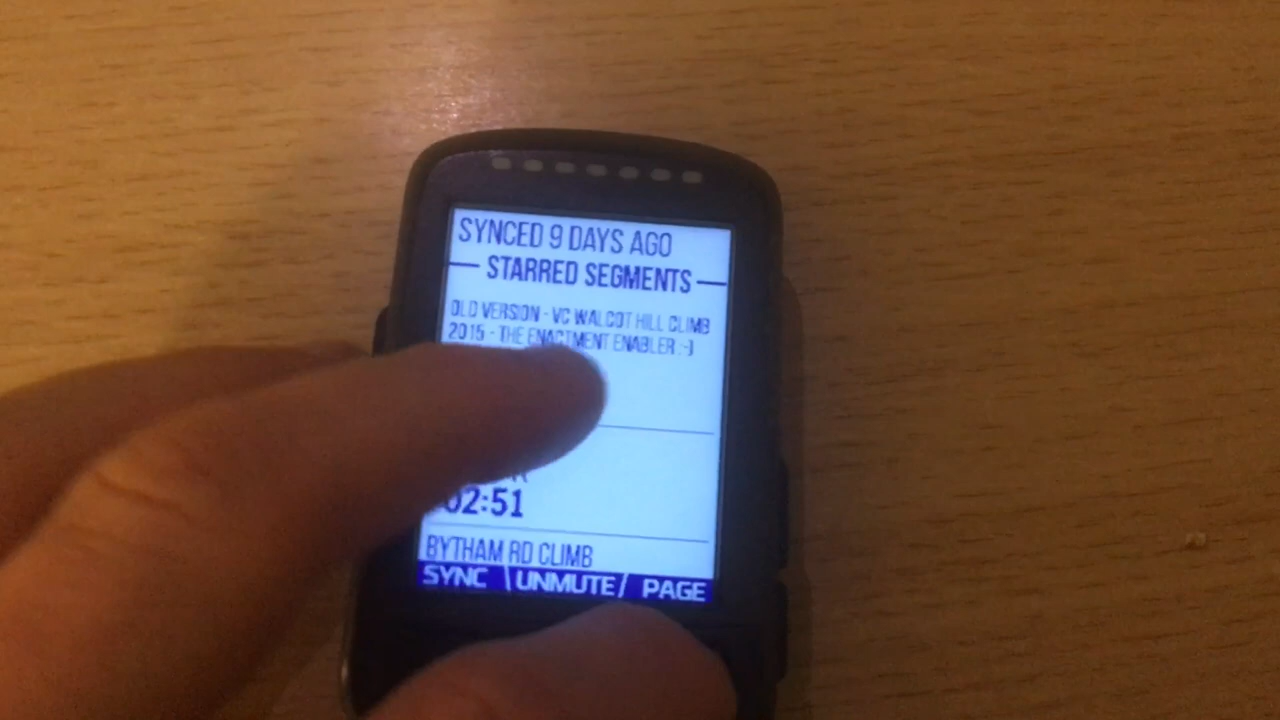 SYNCED 9 DAYS AGO
STARRED SEGMENTS
OLD VERSION - VC WALCOT HILL CLIMB
2015 - THE ENACTMENT ENABLER :-)
02:51
BYTHAM RD CLIMB
SYNC UNMUTE PAGE